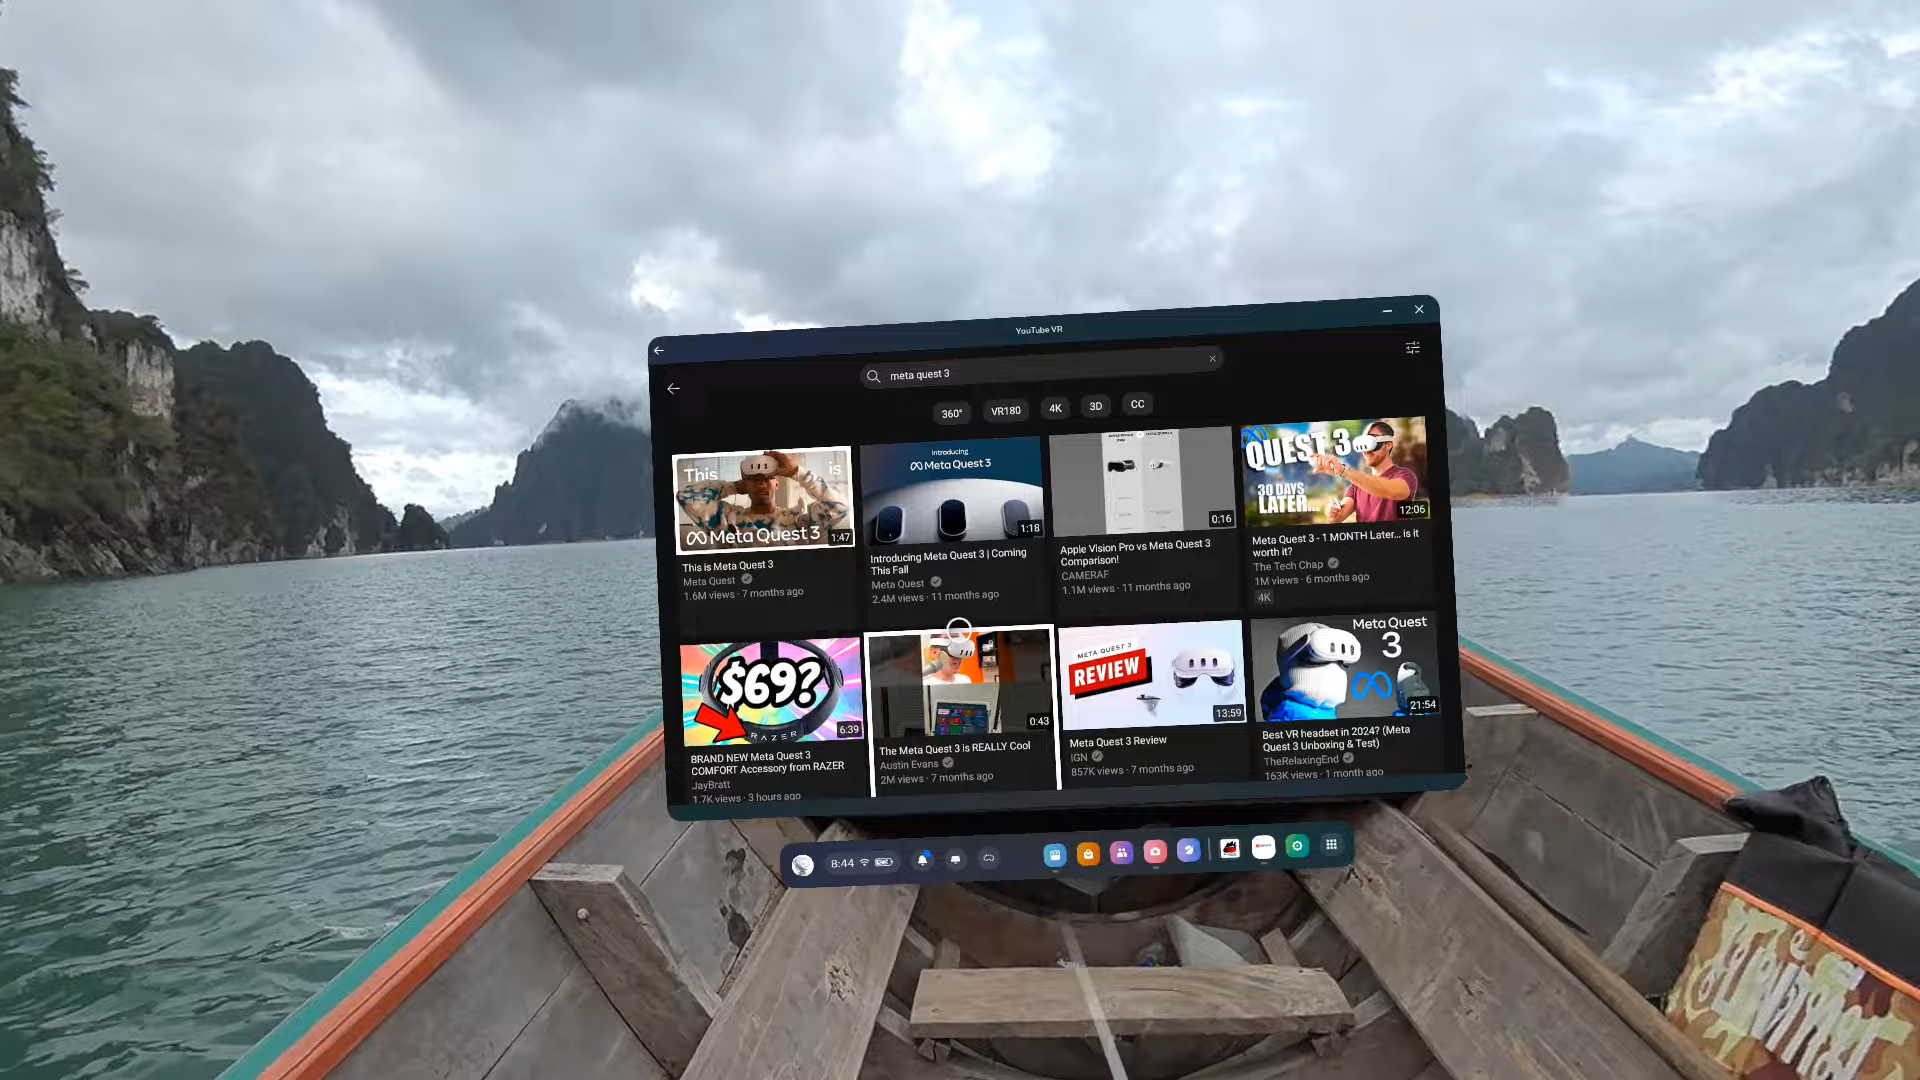 YouTube VR
meta quest 3
360°
VR180
4K
3D
CC
This is
Meta Quest 3
1:47
This is Meta Quest 3
Meta Quest
1.6M views · 7 months ago
Introducing
Meta Quest 3
1:18
Introducing Meta Quest 3 | Coming
This Fall
Meta Quest
2.4M views · 11 months ago
0:16
Apple Vision Pro vs Meta Quest 3
Comparison!
CAMERAF
1.1M views · 11 months ago
QUEST 3
30 DAYS
LATER...
12:06
Meta Quest 3 - 1 MONTH Later... is it
worth it?
The Tech Chap
1M views · 6 months ago
4K
$69?
RAZER
6:39
BRAND NEW Meta Quest 3
COMFORT Accessory from RAZER
JayBratt
1.7K views · 3 hours ago
0:43
The Meta Quest 3 is REALLY Cool
Austin Evans
2M views · 7 months ago
META QUEST 3
REVIEW
13:59
Meta Quest 3 Review
IGN
857K views · 7 months ago
Meta Quest
3
21:54
Best VR headset in 2024? (Meta
Quest 3 Unboxing & Test)
TheRelaxingEnd
163K views · 1 month ago
8:44